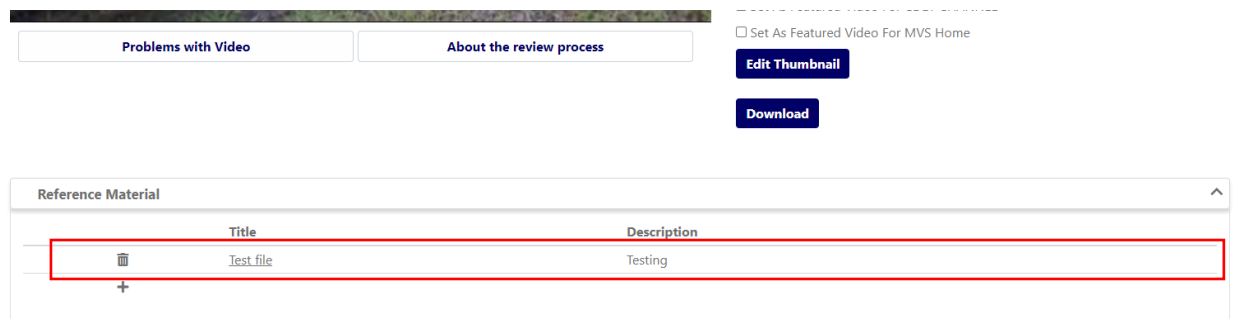 Set As Featured Video For MVS Home
Problems with Video
About the review process
Edit Thumbnail
Download
Reference Material
Title
Description
Test file
Testing